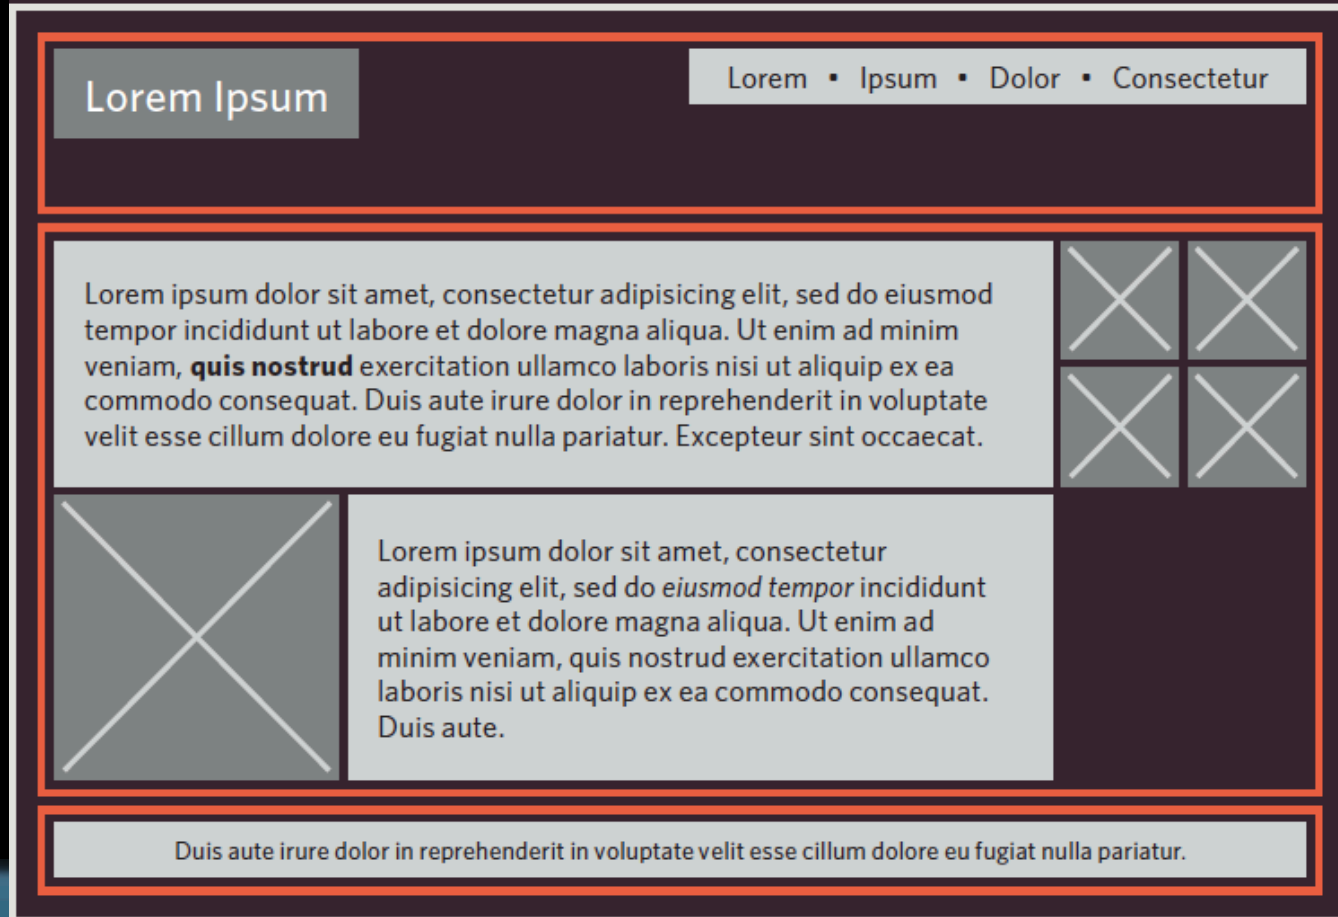 Lorem Ipsum
Lorem ▪ Ipsum ▪ Dolor ▪ Consectetur
Lorem ipsum dolor sit amet, consectetur adipisicing elit, sed do eiusmod
tempor incididunt ut labore et dolore magna aliqua. Ut enim ad minim
veniam, quis nostrud exercitation ullamco laboris nisi ut aliquip ex ea
commodo consequat. Duis aute irure dolor in reprehenderit in voluptate
velit esse cillum dolore eu fugiat nulla pariatur. Excepteur sint occaecat.
Lorem ipsum dolor sit amet, consectetur
adipisicing elit, sed do eiusmod tempor incididunt
ut labore et dolore magna aliqua. Ut enim ad
minim veniam, quis nostrud exercitation ullamco
laboris nisi ut aliquip ex ea commodo consequat.
Duis aute.
Duis aute irure dolor in reprehenderit in voluptate velit esse cillum dolore eu fugiat nulla pariatur.